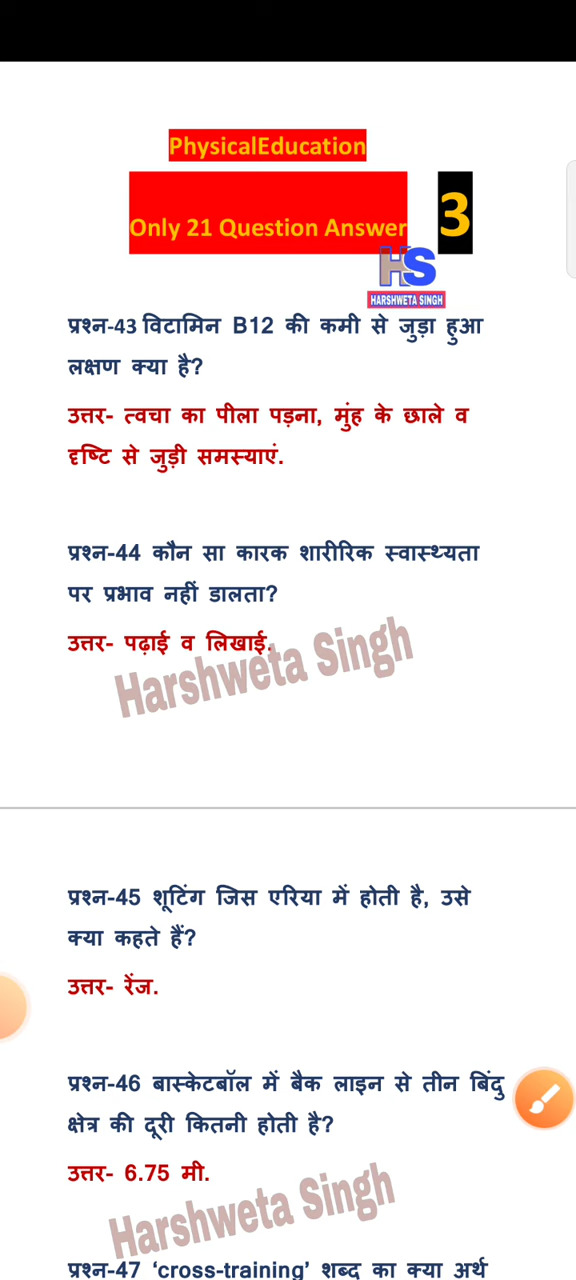 PhysicalEducation
Only 21 Question Answer
3
HS
HARSHWETA SINGH
प्रश्न-43 विटामिन B12 की कमी से जुड़ा हुआ
लक्षण क्या है?
उत्तर- त्वचा का पीला पड़ना, मुंह के छाले व
दृष्टि से जुड़ी समस्याएं.
प्रश्न-44 कौन सा कारक शारीरिक स्वास्थ्यता
पर प्रभाव नहीं डालता?
उत्तर- पढ़ाई व लिखाई.
Harshweta Singh
प्रश्न-45 शूटिंग जिस एरिया में होती है, उसे
क्या कहते हैं?
उत्तर- रेंज.
प्रश्न-46 बास्केटबॉल में बैक लाइन से तीन बिंदु
क्षेत्र की दूरी कितनी होती है?
उत्तर- 6.75 मी.
Harshweta Singh
प्रश्न-47 ‘cross-training’ शब्द का क्या अर्थ